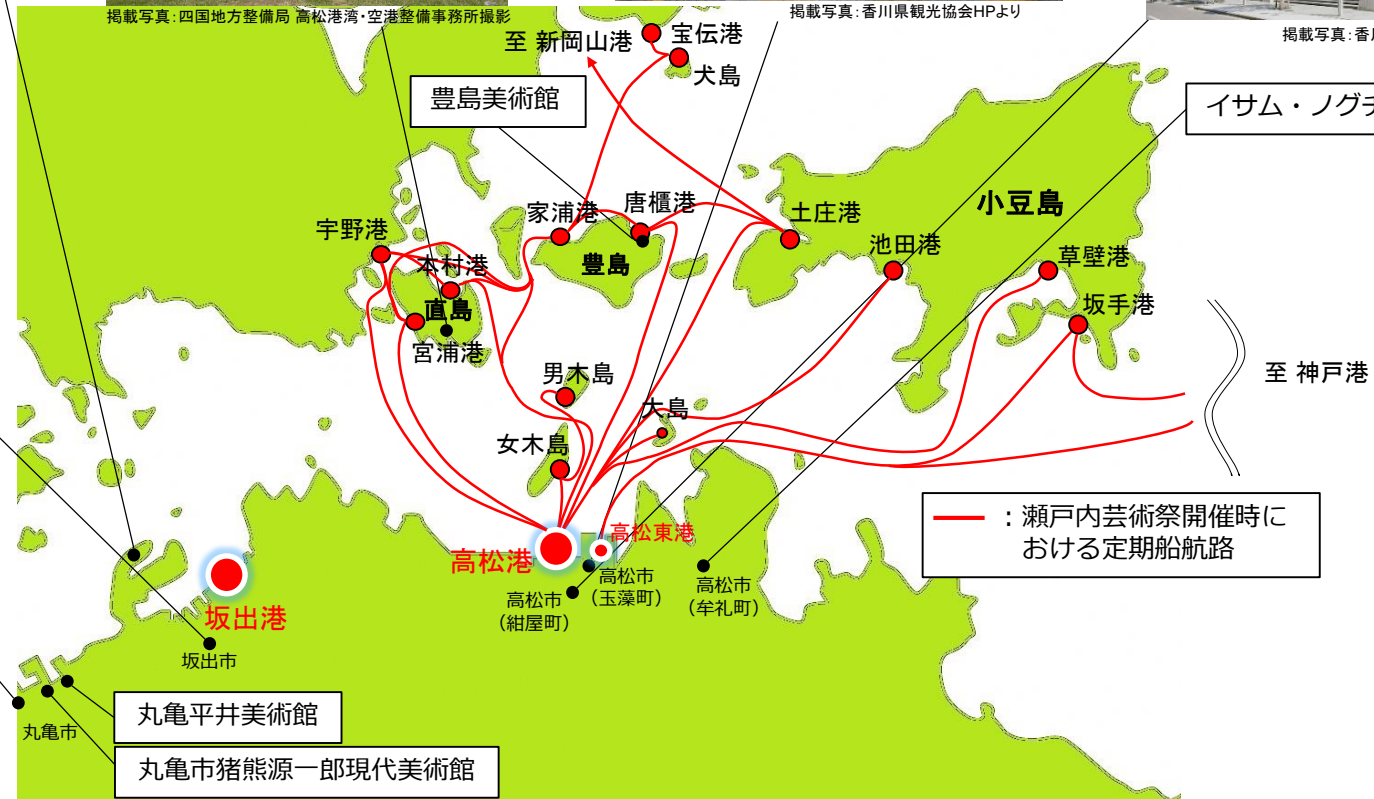 掲載写真：四国地方整備局 高松港湾・空港整備事務所撮影
掲載写真：香川県観光協会HPより
掲載写真：香川
至 新岡山港
宝伝港
犬島
豊島美術館
イサム・ノグチ
小豆島
家浦港
唐櫃港
土庄港
宇野港
池田港
草壁港
本村港
豊島
坂手港
直島
宮浦港
至 神戸港
男木島
大島
女木島
：瀬戸内芸術祭開催時に
おける定期船航路
高松東港
高松港
高松市
（玉藻町）
高松市
（牟礼町）
高松市
（紺屋町）
坂出港
坂出市
丸亀平井美術館
丸亀市
丸亀市猪熊源一郎現代美術館